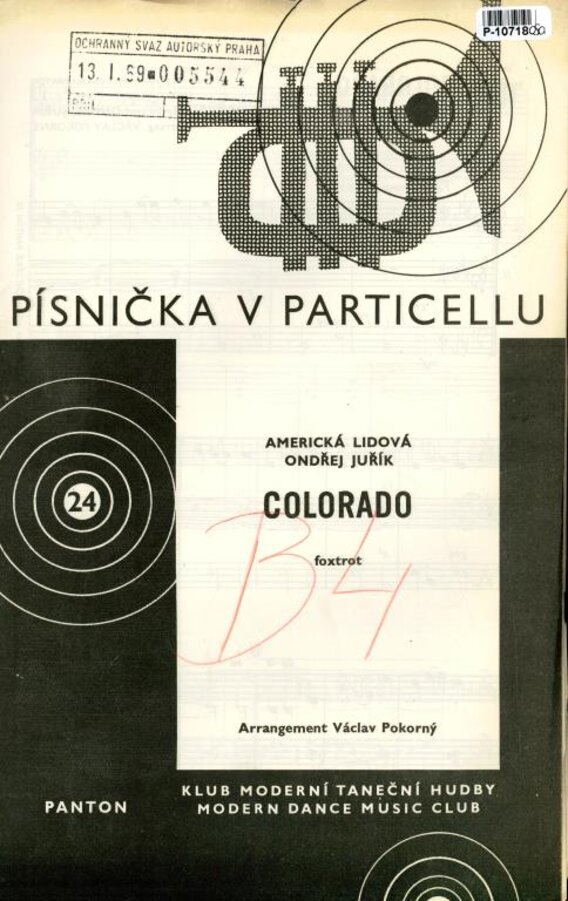 OCHRANNÝ SVAZ AUTORSKÝ PRAHA
13. I. 69 005544
P-107180
PÍSNIČKA V PARTICELLU
AMERICKÁ LIDOVÁ
ONDŘEJ JUŘÍK
24
COLORADO
foxtrot
B4
Arrangement Václav Pokorný
PANTON
KLUB MODERNÍ TANEČNÍ HUDBY
MODERN DANCE MUSIC CLUB